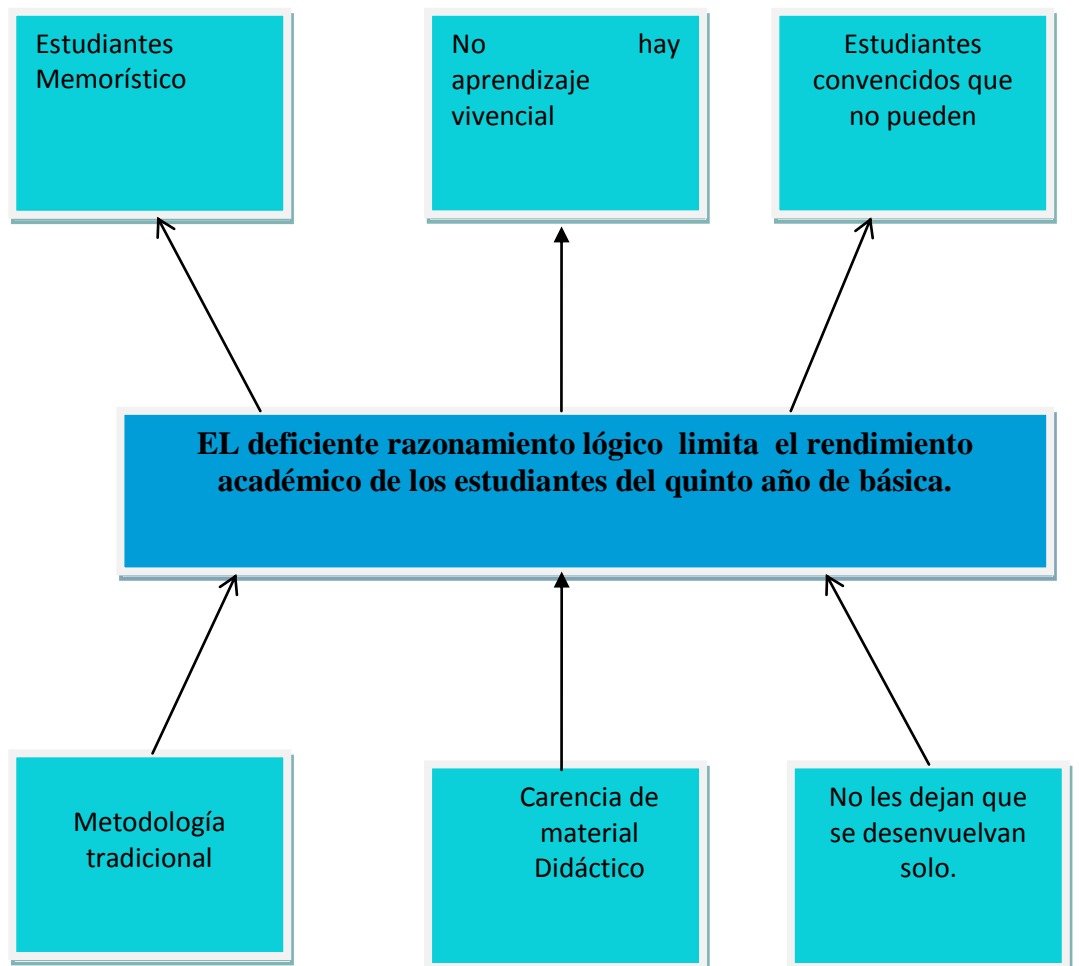 Estudiantes
Memorístico
No hay
aprendizaje
vivencial
Estudiantes
convencidos que
no pueden
EL deficiente razonamiento lógico limita el rendimiento
académico de los estudiantes del quinto año de básica.
Metodología
tradicional
Carencia de
material
Didáctico
No les dejan que
se desenvuelvan
solo.